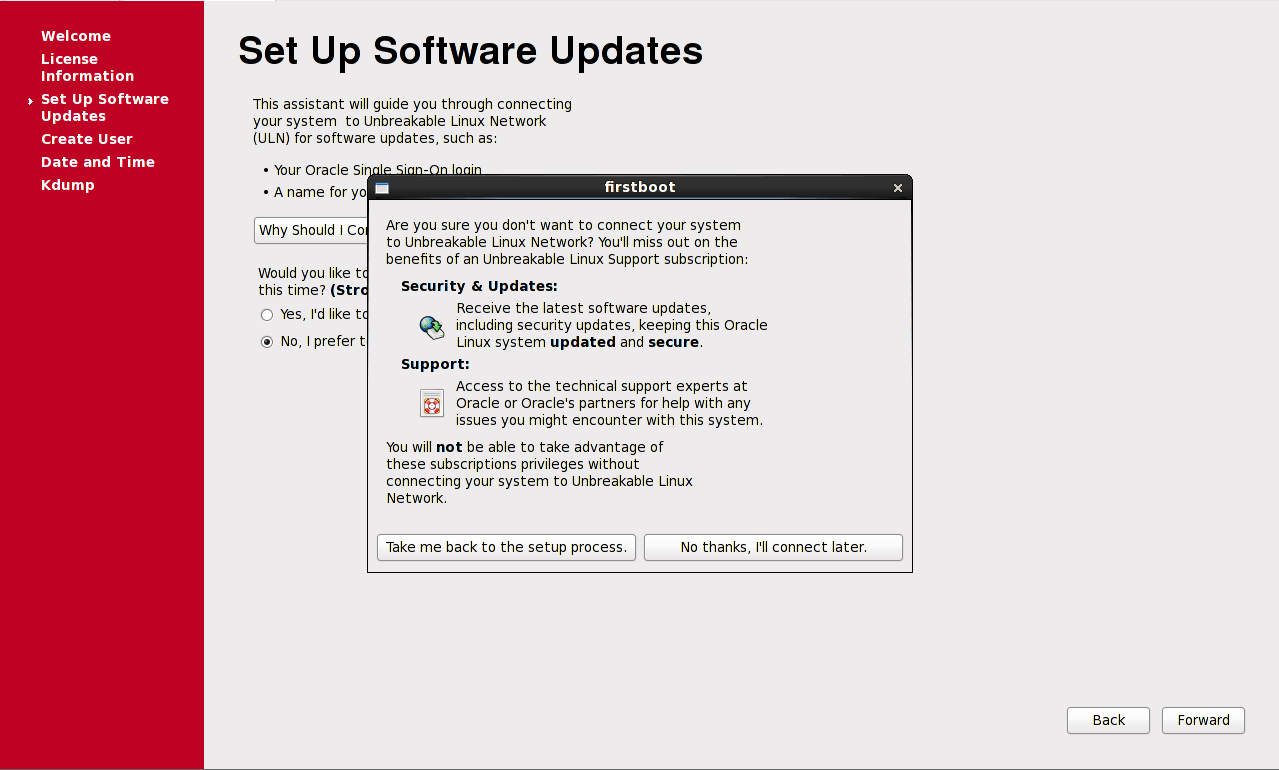 Welcome
License
Information
Set Up Software
Updates
Create User
Date and Time
Kdump
Set Up Software Updates
This assistant will guide you through connecting
your system to Unbreakable Linux Network
(ULN) for software updates, such as:
• Your Oracle Single Sign-On login
• A name for yo
Why Should I Co
Would you like to
this time? (Stro
Yes, I'd like to
No, I prefer t
firstboot
Are you sure you don't want to connect your system
to Unbreakable Linux Network? You'll miss out on the
benefits of an Unbreakable Linux Support subscription:
Security & Updates:
Receive the latest software updates,
including security updates, keeping this Oracle
Linux system updated and secure.
Support:
Access to the technical support experts at
Oracle or Oracle's partners for help with any
issues you might encounter with this system.
You will not be able to take advantage of
these subscriptions privileges without
connecting your system to Unbreakable Linux
Network.
Take me back to the setup process.
No thanks, I'll connect later.
Back
Forward